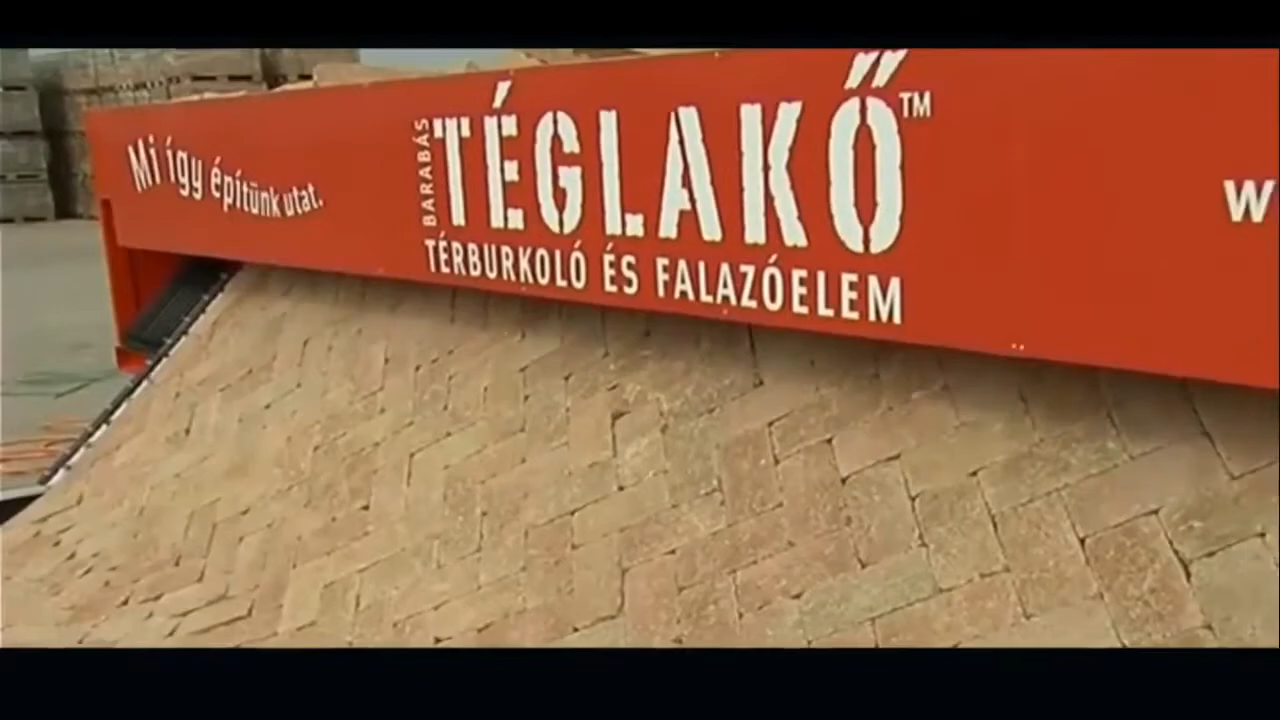 Mi így építünk utat.
BARABÁS
TÉGLAKŐ™
TÉRBURKOLÓ ÉS FALAZÓELEM
W